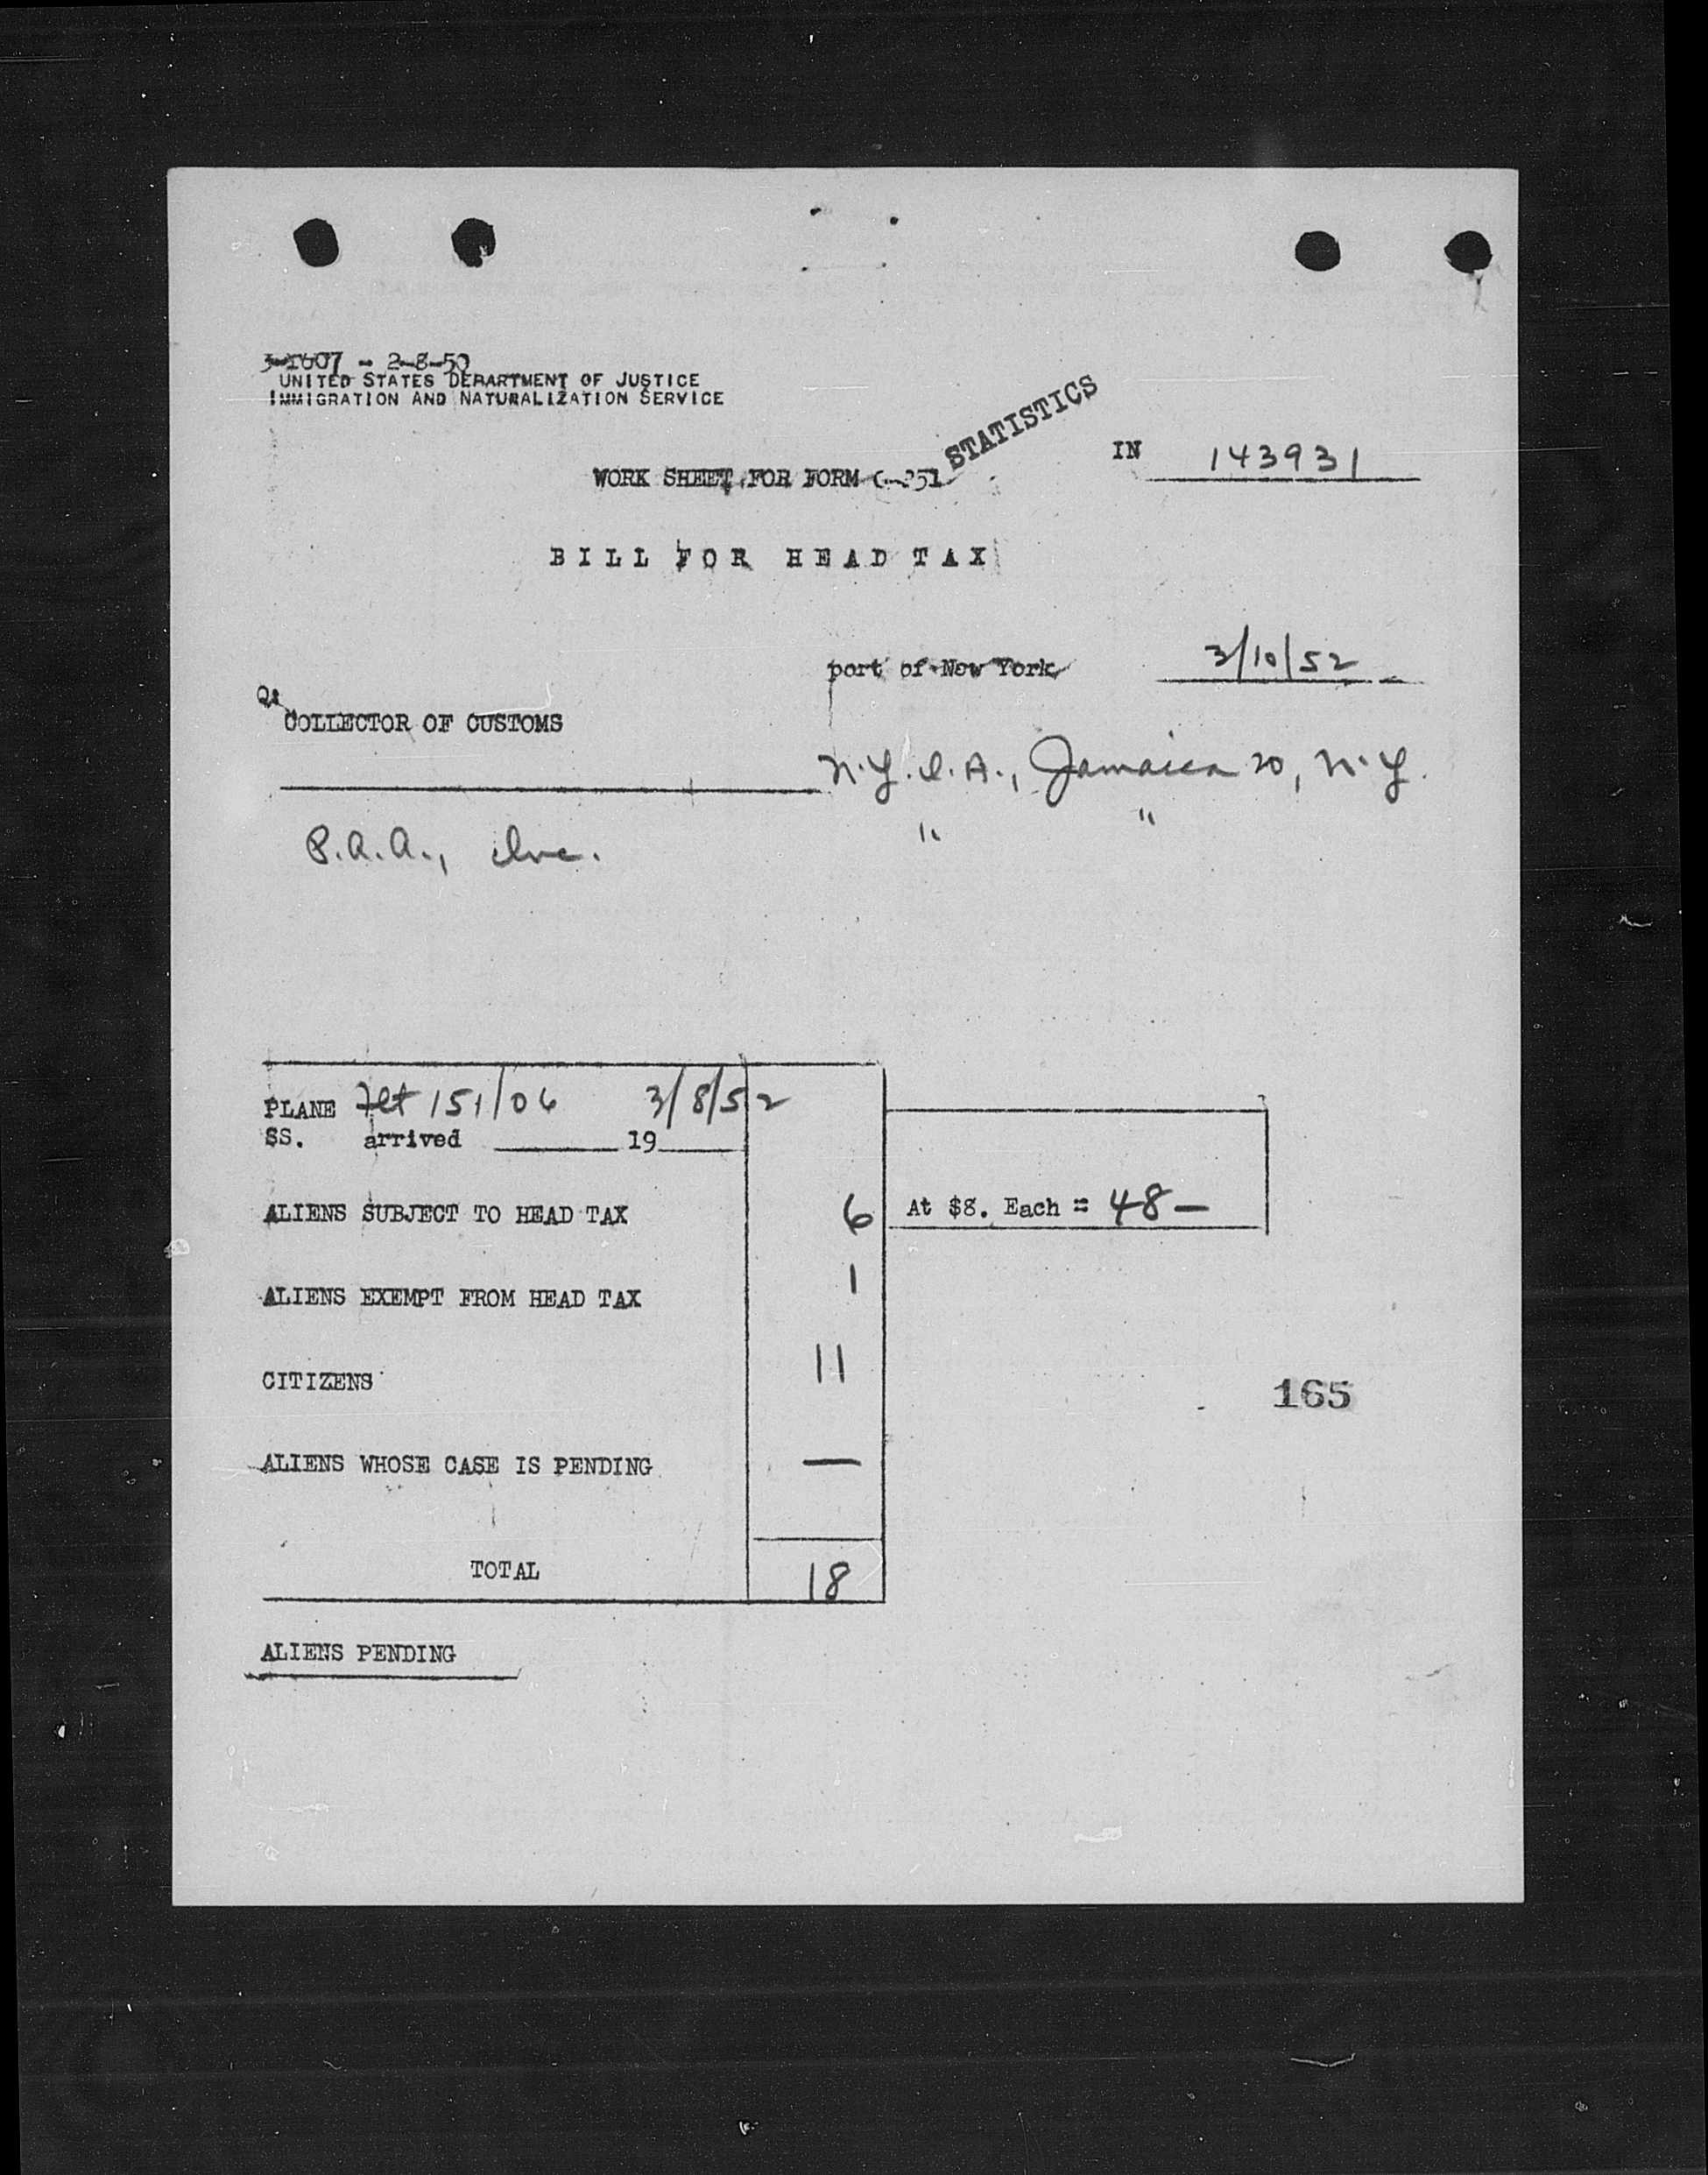 3-1607 - 2-8-50
UNITED STATES DEPARTMENT OF JUSTICE
IMMIGRATION AND NATURALIZATION SERVICE
STATISTICS
IN 143931
WORK SHEET FOR FORM
BILL FOR HEAD TAX
port of New York 3/10/52
COLLECTOR OF CUSTOMS
N.Y.I.A., Jamaica 20, N.Y.
P.A.A., Inc. " "
PLANE Flt 151/06 3/8/52
SS. arrived 19
ALIENS SUBJECT TO HEAD TAX 6 At $8. Each = 48—
ALIENS EXEMPT FROM HEAD TAX 1
CITIZENS 11
165
ALIENS WHOSE CASE IS PENDING —
TOTAL 18
ALIENS PENDING